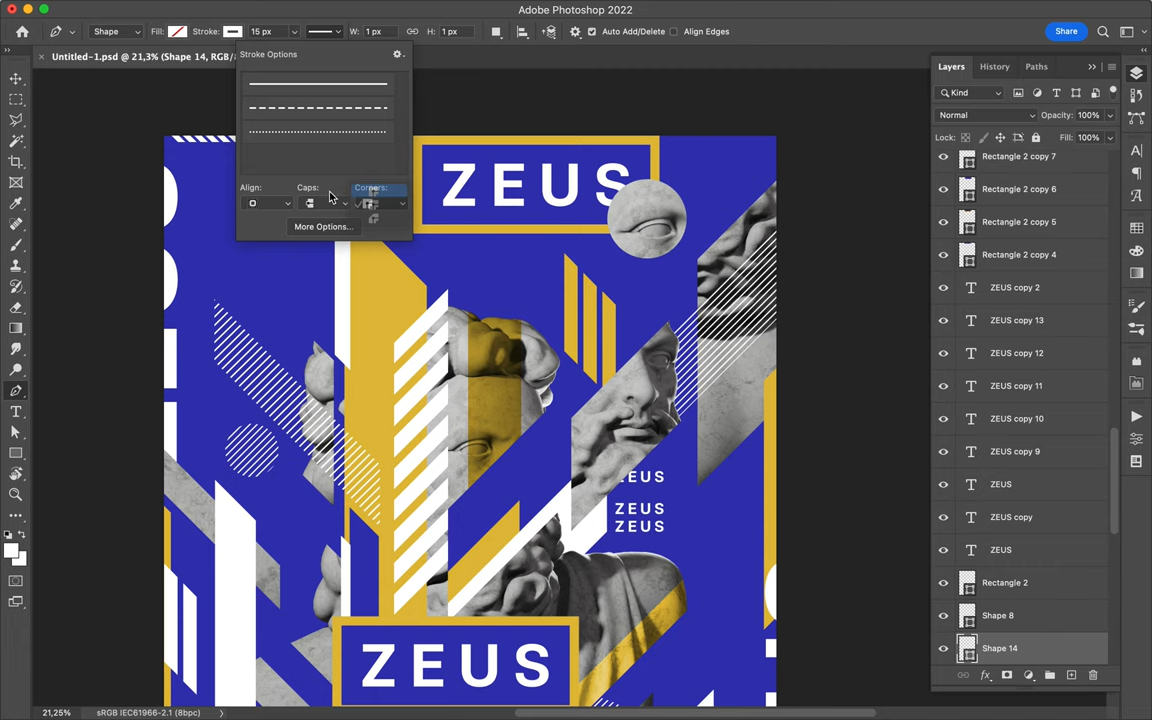 Adobe Photoshop 2022
Shape
Fill:
Stroke:
15 px
W: 1 px
H: 1 px
Auto Add/Delete
Align Edges
Share
Untitled-1.psd @ 21,3% (Shape 14, RGB/
Stroke Options
Align:
Caps:
Corners:
More Options...
ZEUS
ZEUS
ZEUS
ZEUS
ZEUS
Layers
History
Paths
Kind
Normal
Opacity: 100%
Lock:
Fill: 100%
Rectangle 2 copy 7
Rectangle 2 copy 6
Rectangle 2 copy 5
Rectangle 2 copy 4
ZEUS copy 2
ZEUS copy 13
ZEUS copy 12
ZEUS copy 11
ZEUS copy 10
ZEUS copy 9
ZEUS
ZEUS copy
ZEUS
Rectangle 2
Shape 8
Shape 14
21,25%
sRGB IEC61966-2.1 (8bpc)